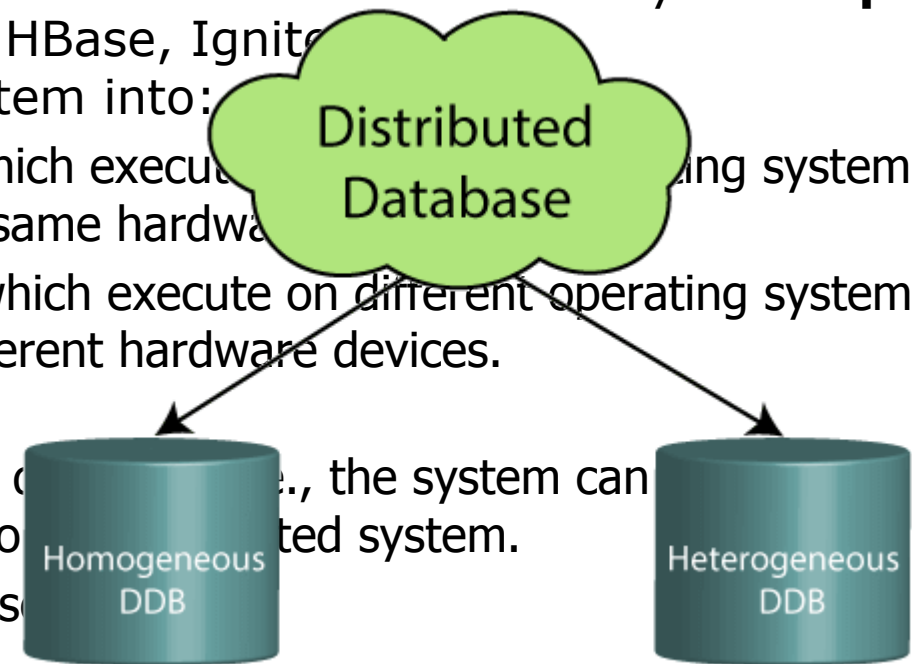 HBase, Ignite
tem into:
Distributed
Database
hich execut ing system
same hardwa
which execute on different operating system
erent hardware devices.
e., the system can
ted system.
Homogeneous
DDB
Heterogeneous
DDB